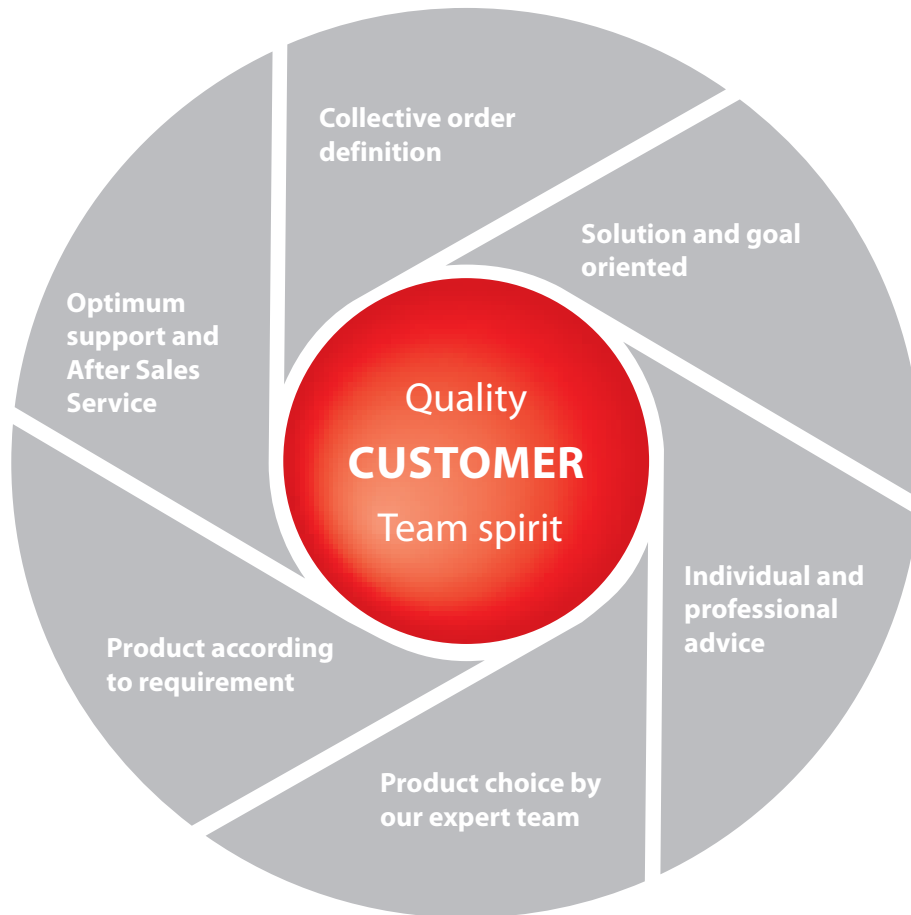 Collective order
definition
Solution and goal
oriented
Individual and
professional
advice
Product choice by
our expert team
Product according
to requirement
Optimum
support and
After Sales
Service
Quality
CUSTOMER
Team spirit